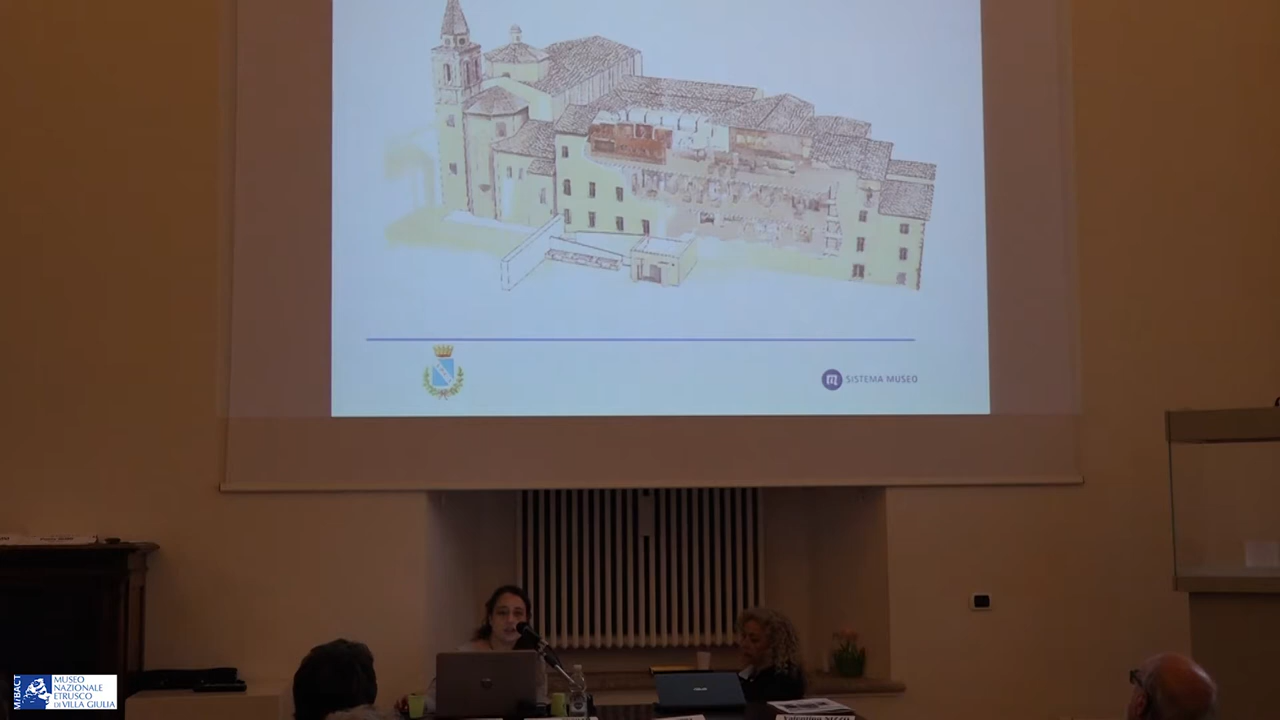 SISTEMA MUSEO
MiBACT
MUSEO
NAZIONALE
ETRUSCO
DI VILLA GIULIA